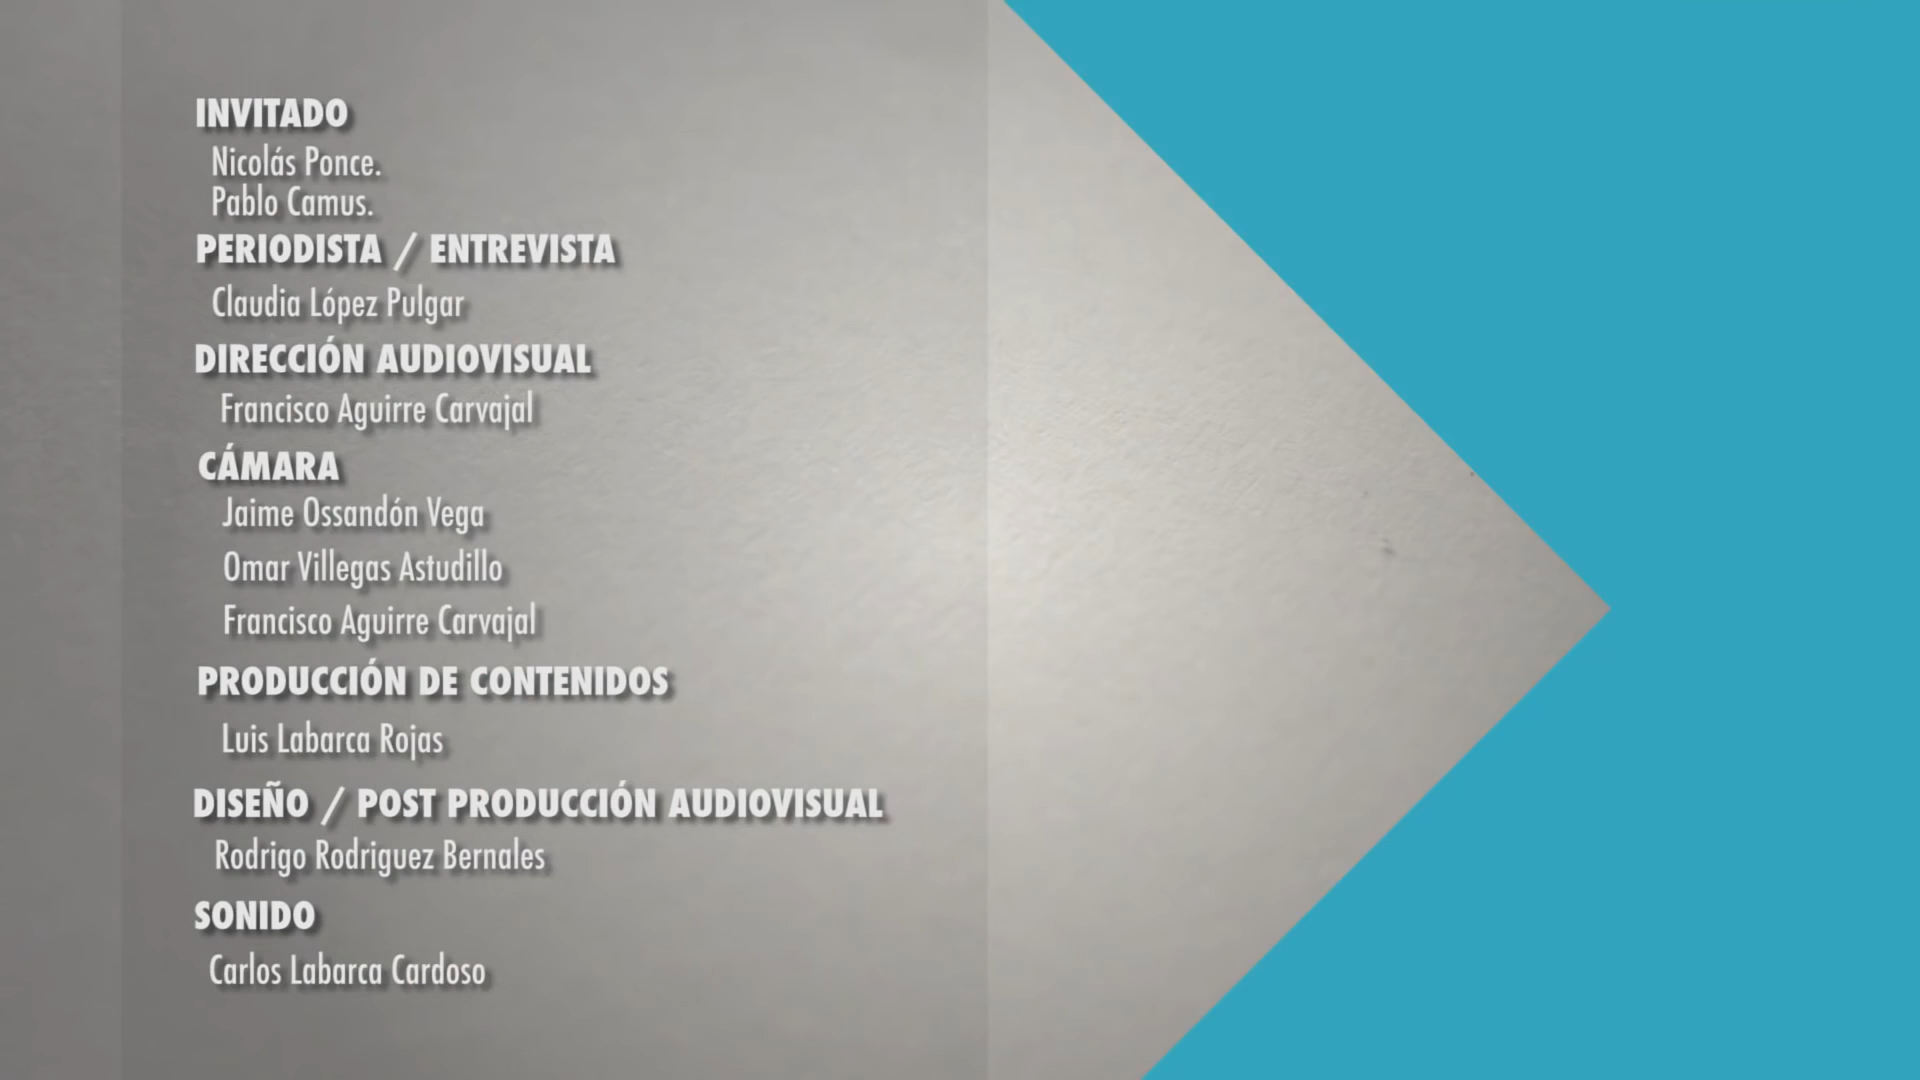 INVITADO
Nicolás Ponce.
Pablo Camus.
PERIODISTA / ENTREVISTA
Claudia López Pulgar
DIRECCIÓN AUDIOVISUAL
Francisco Aguirre Carvajal
CÁMARA
Jaime Ossandón Vega
Omar Villegas Astudillo
Francisco Aguirre Carvajal
PRODUCCIÓN DE CONTENIDOS
Luis Labarca Rojas
DISEÑO / POST PRODUCCIÓN AUDIOVISUAL
Rodrigo Rodriguez Bernales
SONIDO
Carlos Labarca Cardoso